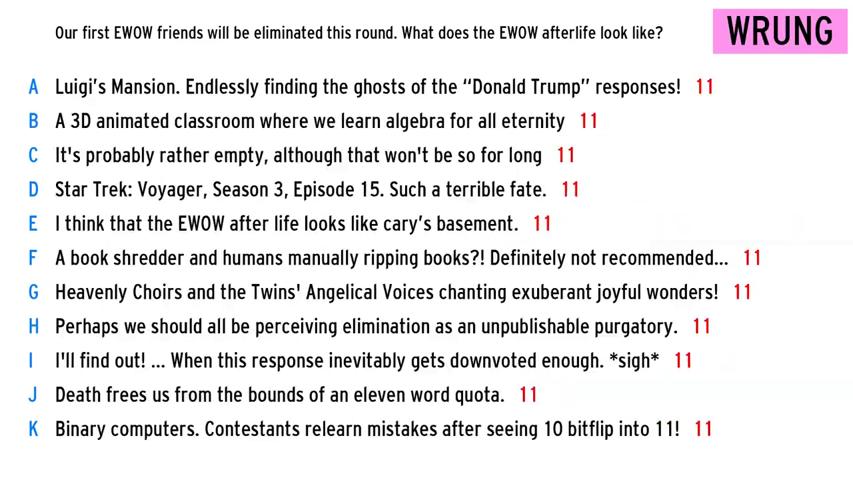 Our first EWOW friends will be eliminated this round. What does the EWOW afterlife look like?
WRUNG
A Luigi's Mansion. Endlessly finding the ghosts of the "Donald Trump" responses! 11
B A 3D animated classroom where we learn algebra for all eternity 11
C It's probably rather empty, although that won't be so for long 11
D Star Trek: Voyager, Season 3, Episode 15. Such a terrible fate. 11
E I think that the EWOW after life looks like cary's basement. 11
F A book shredder and humans manually ripping books?! Definitely not recommended... 11
G Heavenly Choirs and the Twins' Angelical Voices chanting exuberant joyful wonders! 11
H Perhaps we should all be perceiving elimination as an unpublishable purgatory. 11
I I'll find out! ... When this response inevitably gets downvoted enough. *sigh* 11
J Death frees us from the bounds of an eleven word quota. 11
K Binary computers. Contestants relearn mistakes after seeing 10 bitflip into 11! 11